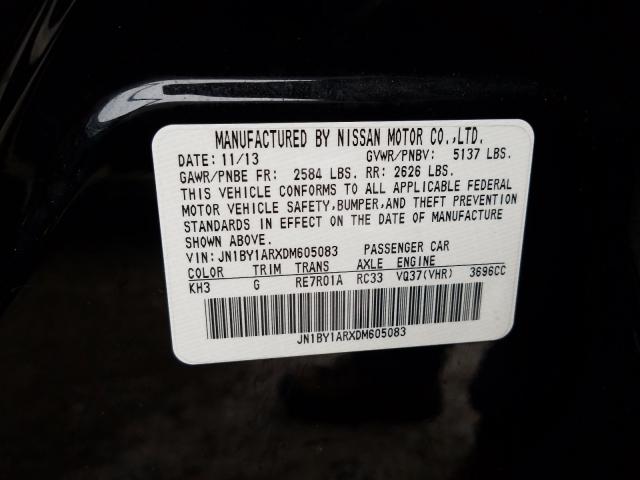 MANUFACTURED BY NISSAN MOTOR CO.,LTD.
DATE: 11/13 GVWR/PNBV: 5137 LBS.
GAWR/PNBE FR: 2584 LBS. RR: 2626 LBS.
THIS VEHICLE CONFORMS TO ALL APPLICABLE FEDERAL
MOTOR VEHICLE SAFETY,BUMPER,AND THEFT PREVENTION
STANDARDS IN EFFECT ON THE DATE OF MANUFACTURE
SHOWN ABOVE.
VIN: JN1BY1ARXDM605083 PASSENGER CAR
COLOR TRIM TRANS AXLE ENGINE
KH3 G RE7R01A RC33 VQ37(VHR) 3696CC
JN1BY1ARXDM605083